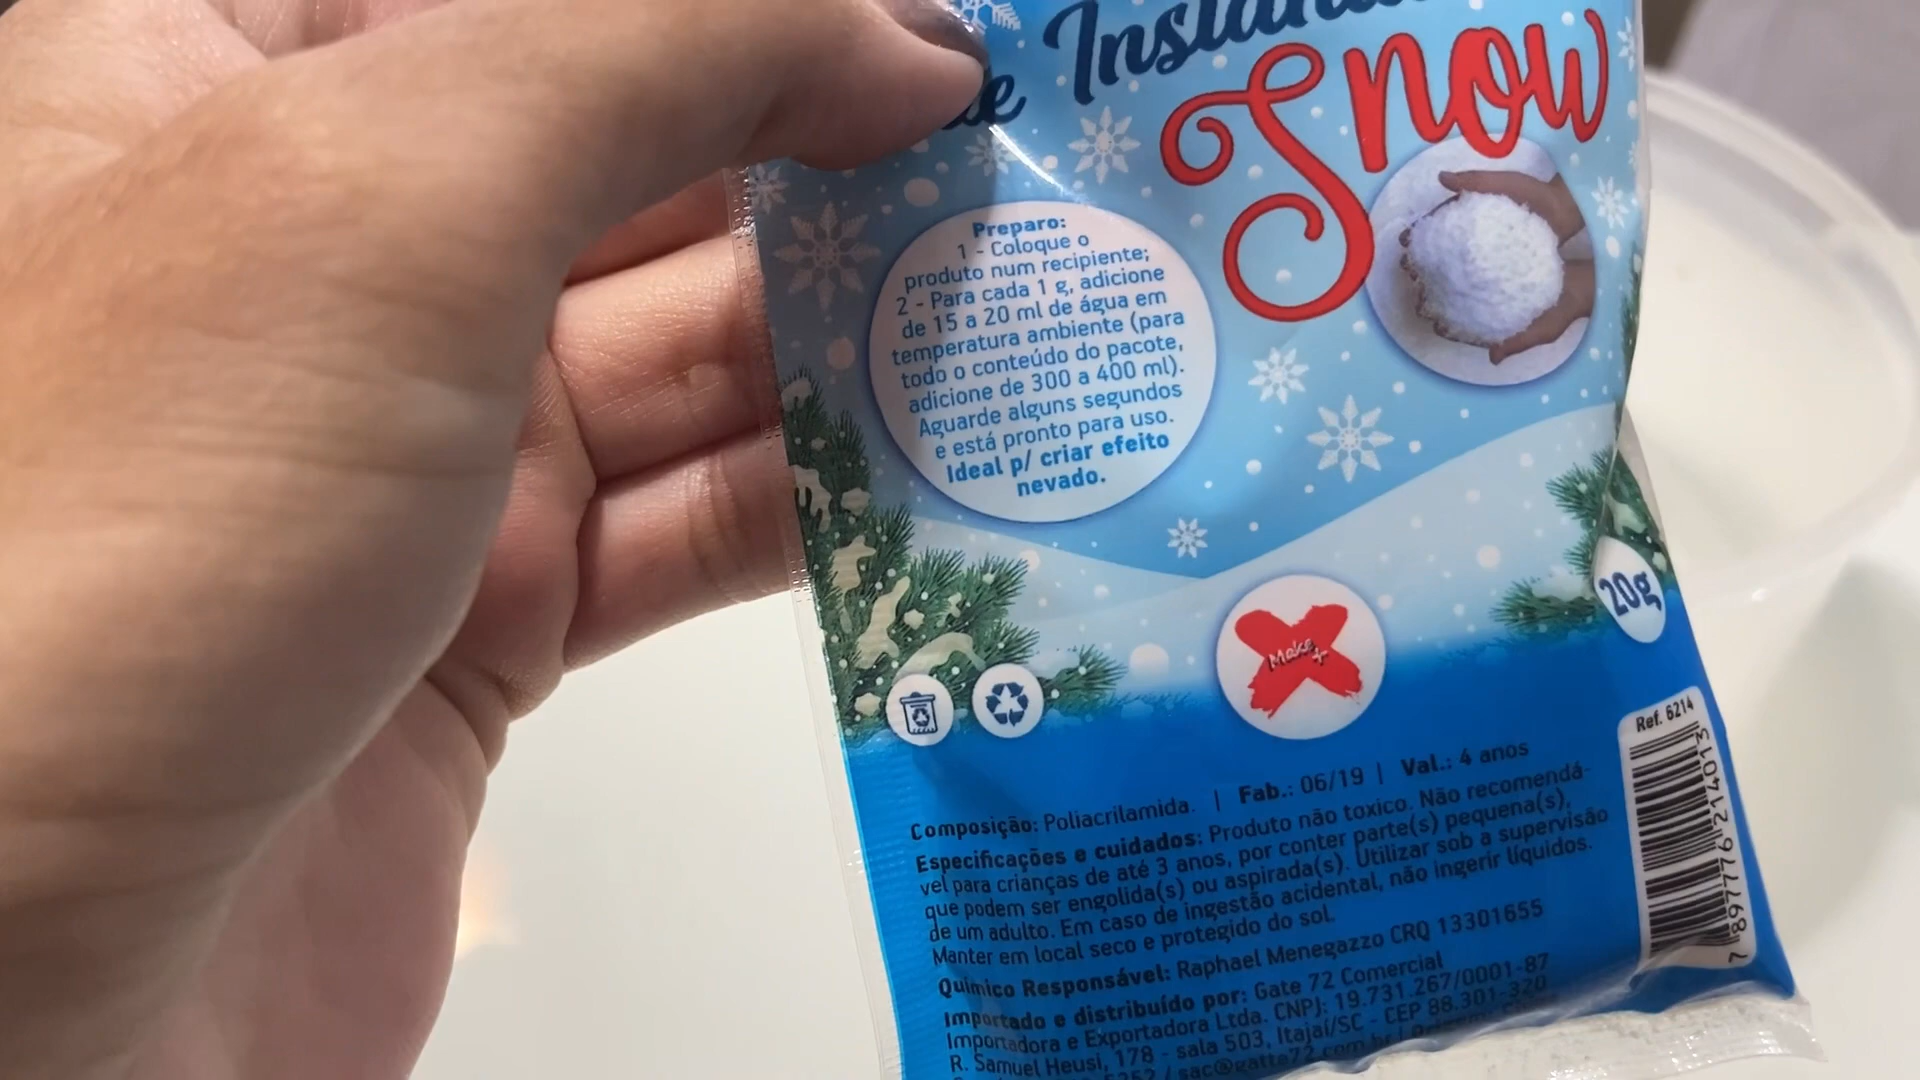 Snow
Preparo:
1 - Coloque o
produto num recipiente;
2 - Para cada 1 g, adicione
de 15 a 20 ml de água em
temperatura ambiente (para
todo o conteúdo do pacote,
adicione de 300 a 400 ml).
Aguarde alguns segundos
e está pronto para uso.
Ideal p/ criar efeito
nevado.
20g
Make+
Ref. 6214
7 897776 214013
Composição: Poliacrilamida. | Fab.: 06/19 | Val.: 4 anos
Especificações e cuidados: Produto não toxico. Não recomendá-
vel para crianças de até 3 anos, por conter parte(s) pequena(s),
que podem ser engolida(s) ou aspirada(s). Utilizar sob a supervisão
de um adulto. Em caso de ingestão acidental, não ingerir líquidos.
Manter em local seco e protegido do sol.
Químico Responsável: Raphael Menegazzo CRQ 13301655
Importado e distribuído por: Gate 72 Comercial
Importadora e Exportadora Ltda. CNPJ: 19.731.267/0001-87
R. Samuel Heusi, 178 - sala 503, Itajaí/SC - CEP 88.301-320